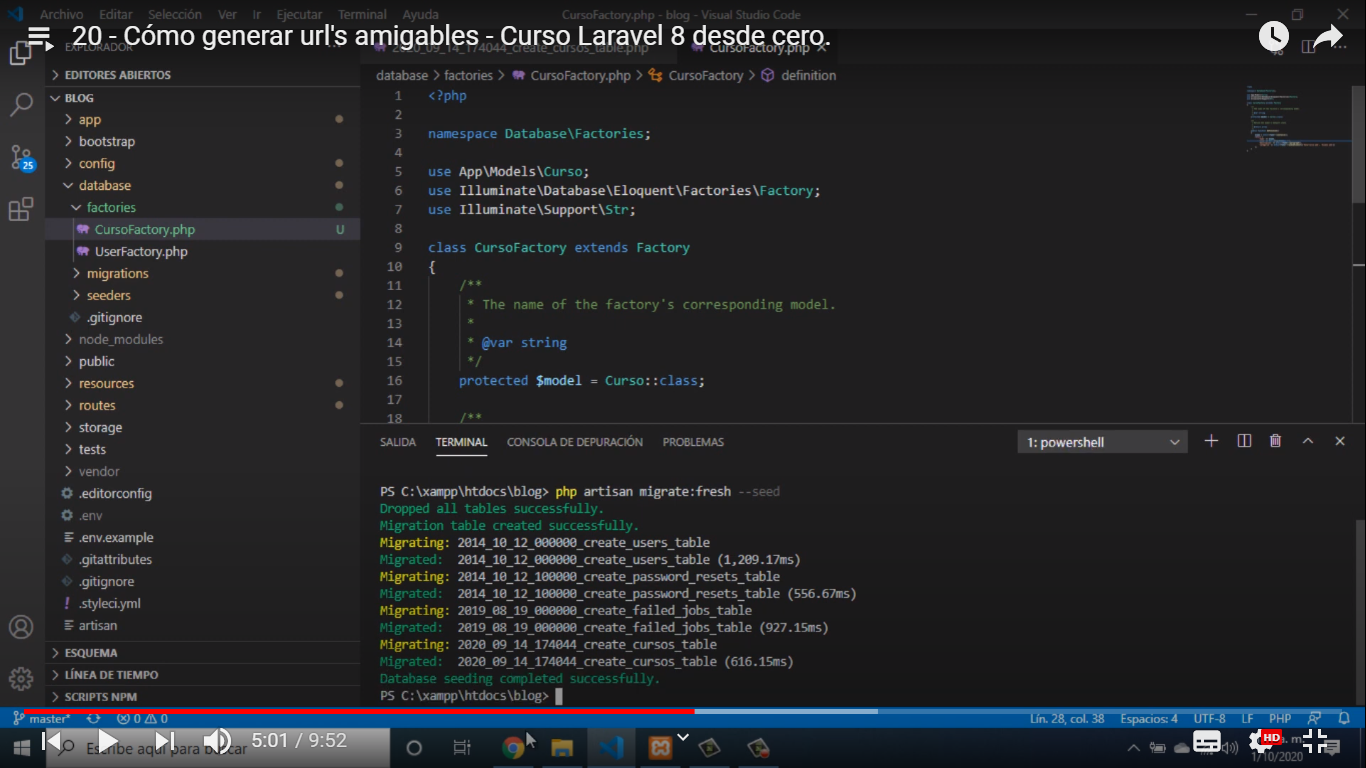 Archivo Editar Selección Ver Ir Ejecutar Terminal Ayuda CursoFactory.php - blog - Visual Studio Code
20 - Cómo generar url's amigables - Curso Laravel 8 desde cero.
EXPLORADOR
2020_09_14_174044_create_cursos_table.php CursoFactory.php
EDITORES ABIERTOS
BLOG
app
bootstrap
config
database
factories
CursoFactory.php U
UserFactory.php
migrations
seeders
.gitignore
node_modules
public
resources
routes
storage
tests
vendor
.editorconfig
.env
.env.example
.gitattributes
.gitignore
.styleci.yml
artisan
ESQUEMA
LÍNEA DE TIEMPO
SCRIPTS NPM
25
database > factories > CursoFactory.php > CursoFactory > definition
1 <?php
2
3 namespace Database\Factories;
4
5 use App\Models\Curso;
6 use Illuminate\Database\Eloquent\Factories\Factory;
7 use Illuminate\Support\Str;
8
9 class CursoFactory extends Factory
10 {
11 /**
12 * The name of the factory's corresponding model.
13 *
14 * @var string
15 */
16 protected $model = Curso::class;
17
18 /**
SALIDA TERMINAL CONSOLA DE DEPURACIÓN PROBLEMAS 1: powershell
PS C:\xampp\htdocs\blog> php artisan migrate:fresh --seed
Dropped all tables successfully.
Migration table created successfully.
Migrating: 2014_10_12_000000_create_users_table
Migrated: 2014_10_12_000000_create_users_table (1,209.17ms)
Migrating: 2014_10_12_100000_create_password_resets_table
Migrated: 2014_10_12_100000_create_password_resets_table (556.67ms)
Migrating: 2019_08_19_000000_create_failed_jobs_table
Migrated: 2019_08_19_000000_create_failed_jobs_table (927.15ms)
Migrating: 2020_09_14_174044_create_cursos_table
Migrated: 2020_09_14_174044_create_cursos_table (616.15ms)
Database seeding completed successfully.
PS C:\xampp\htdocs\blog>
master* 0 0 Lín. 28, col. 38 Espacios: 4 UTF-8 LF PHP
Escribe aquí para buscar
5:01 / 9:52
HD
1/10/2020